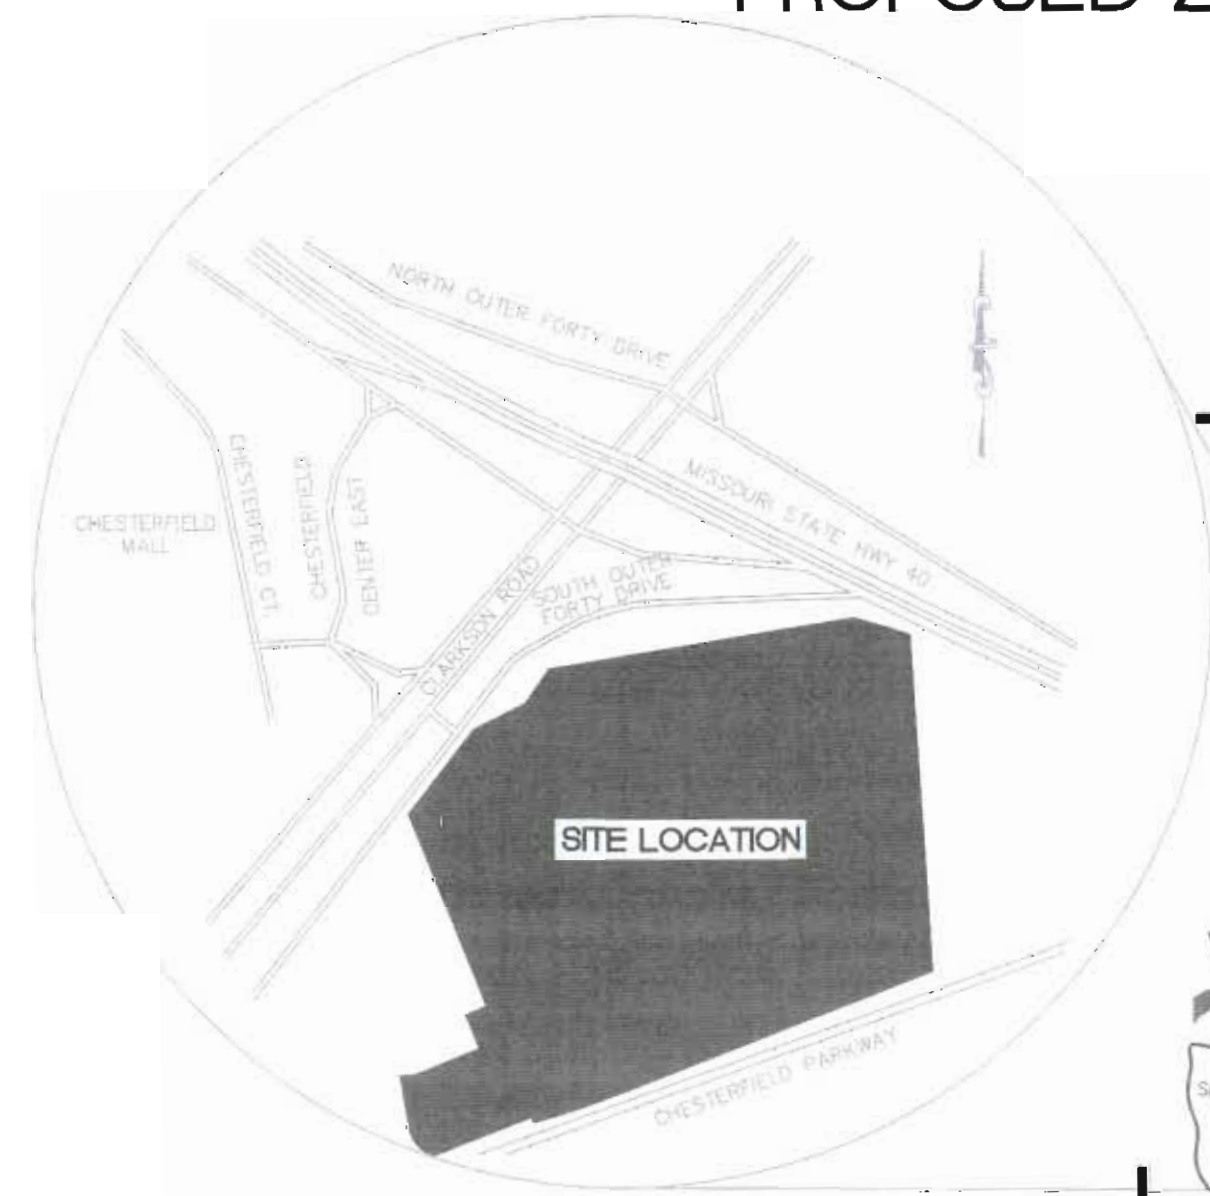 PROPOSED
NORTH OUTER FORTY DRIVE
MISSOURI STATE HWY 40
CHESTERFIELD
MALL
CHESTERFIELD CT.
CHESTERFIELD
CENTER EAST
CLARKSON ROAD
SOUTH OUTER
FORTY DRIVE
SITE LOCATION
CHESTERFIELD PARKWAY